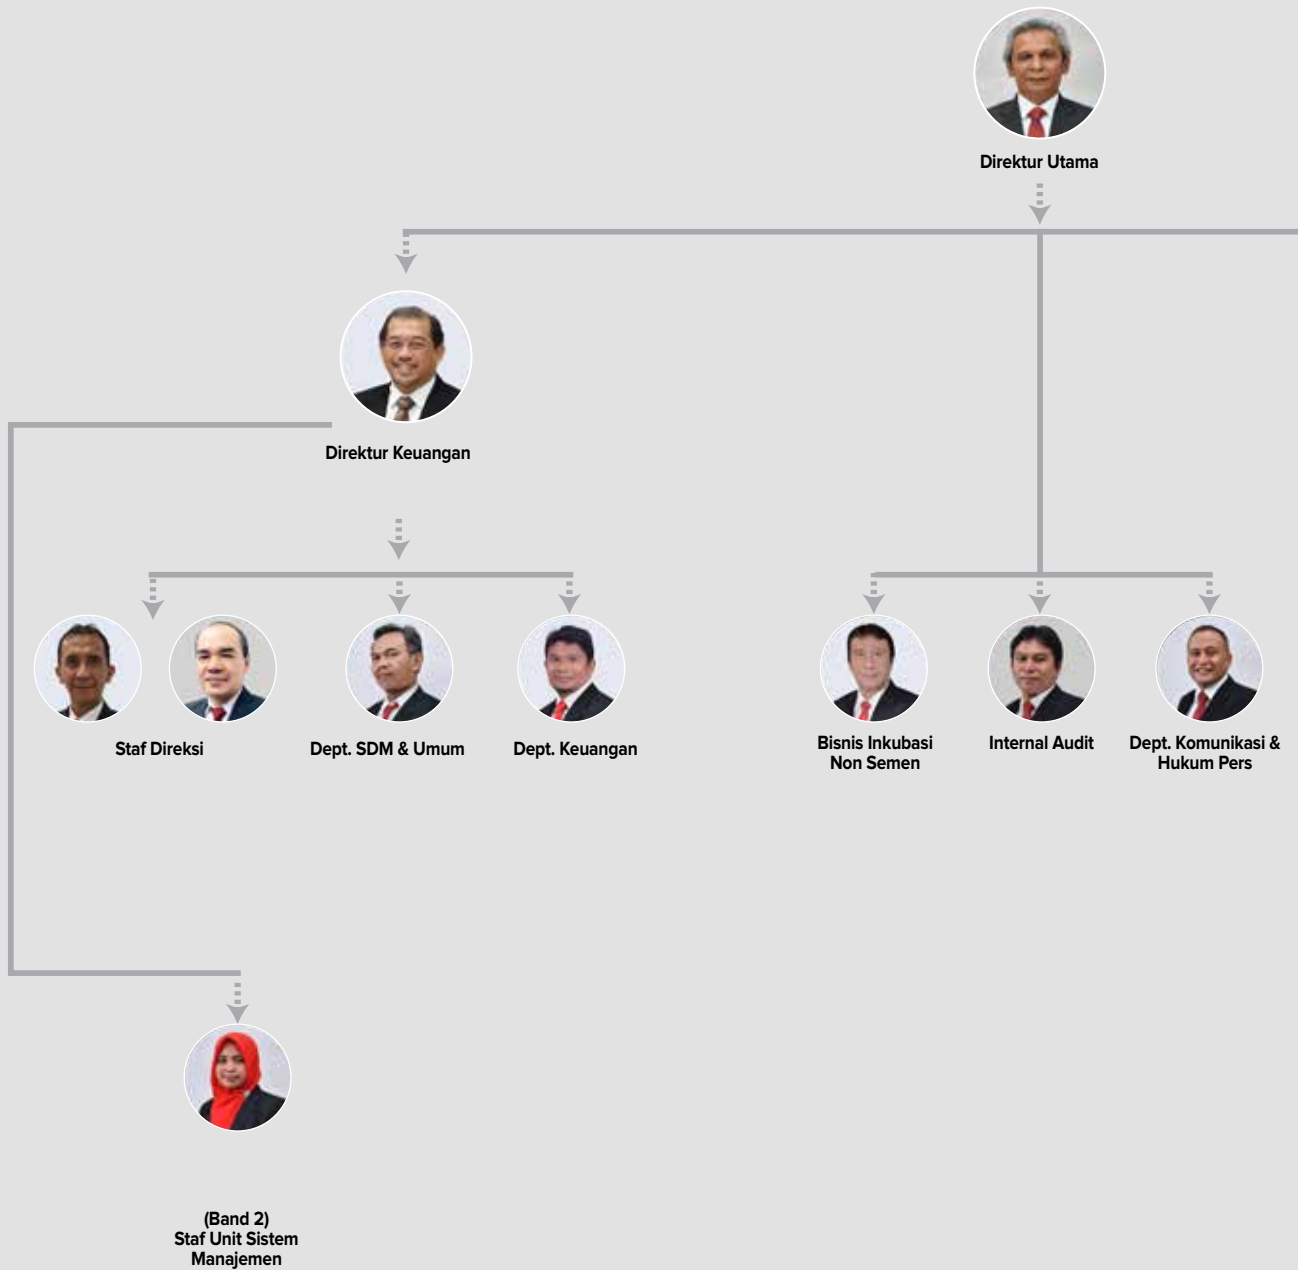 Direktur Utama
Direktur Keuangan
Staf Direksi
Dept. SDM & Umum
Dept. Keuangan
Bisnis Inkubasi
Non Semen
Internal Audit
Dept. Komunikasi &
Hukum Pers
(Band 2)
Staf Unit Sistem
Manajemen